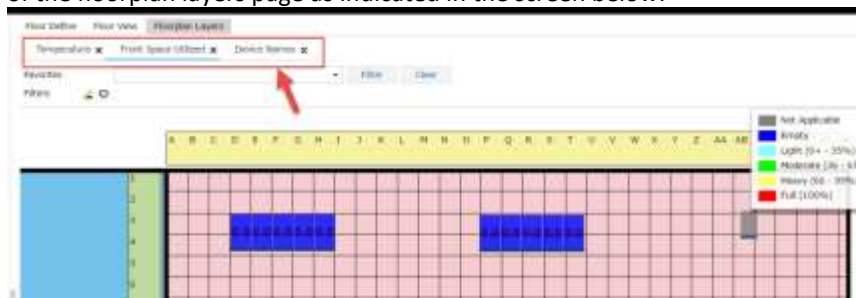 of the floorplan layers page as indicated in the screen below.
Floor Define Floor View Floorplan Layers
Temperature x Front Space Utilized x Device Names x
Favorites Filter Clear
Filters
A B C D E F G H I J K L M N O P Q R S T U V W X Y Z AA AB
Not Applicable
Empty
Light (0+ - 35%)
Moderate (36 -
Heavy (66 - 99%)
Full (100%)
1
2
3
4
5
6